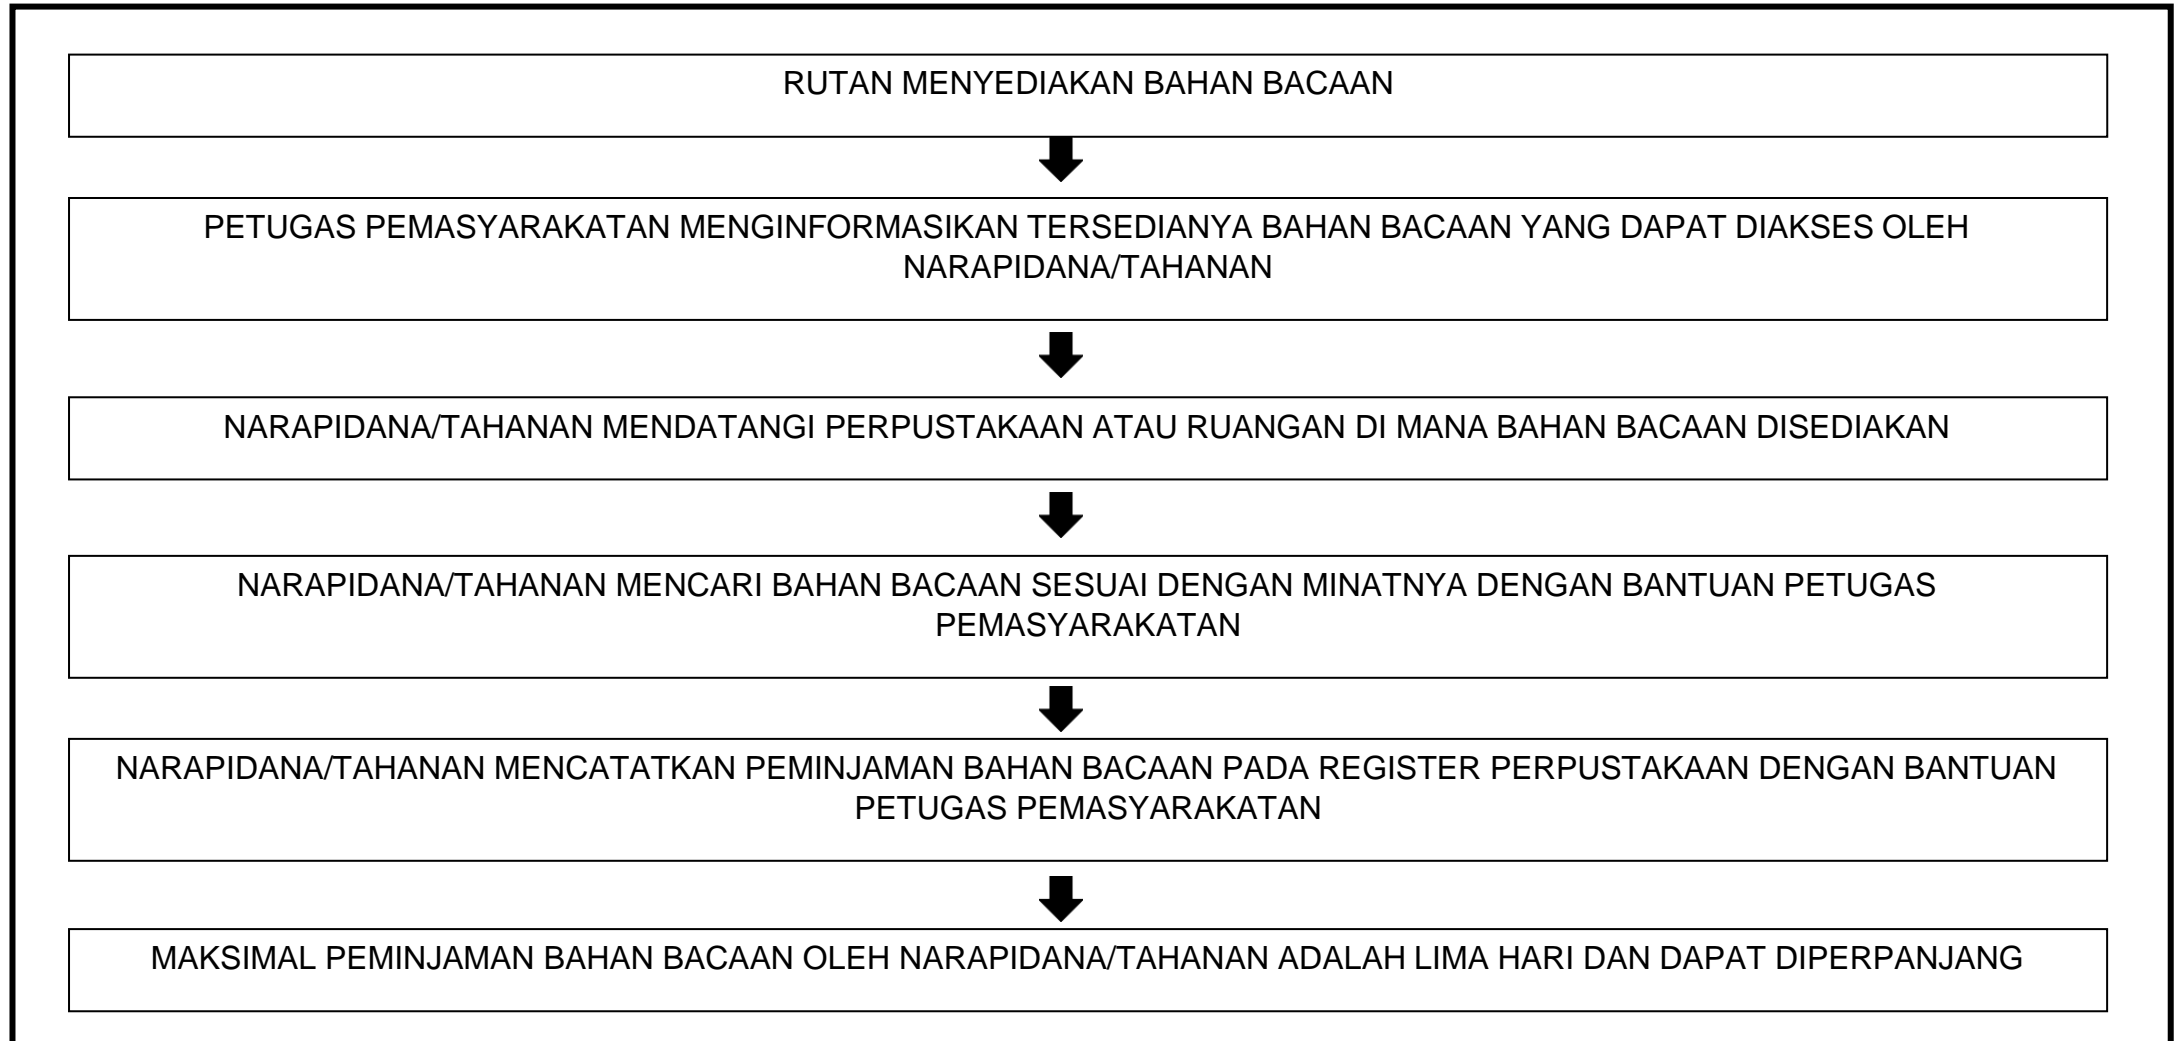 RUTAN MENYEDIAKAN BAHAN BACAAN
PETUGAS PEMASYARAKATAN MENGINFORMASIKAN TERSEDIANYA BAHAN BACAAN YANG DAPAT DIAKSES OLEH
NARAPIDANA/TAHANAN
NARAPIDANA/TAHANAN MENDATANGI PERPUSTAKAAN ATAU RUANGAN DI MANA BAHAN BACAAN DISEDIAKAN
NARAPIDANA/TAHANAN MENCARI BAHAN BACAAN SESUAI DENGAN MINATNYA DENGAN BANTUAN PETUGAS
PEMASYARAKATAN
NARAPIDANA/TAHANAN MENCATATKAN PEMINJAMAN BAHAN BACAAN PADA REGISTER PERPUSTAKAAN DENGAN BANTUAN
PETUGAS PEMASYARAKATAN
MAKSIMAL PEMINJAMAN BAHAN BACAAN OLEH NARAPIDANA/TAHANAN ADALAH LIMA HARI DAN DAPAT DIPERPANJANG